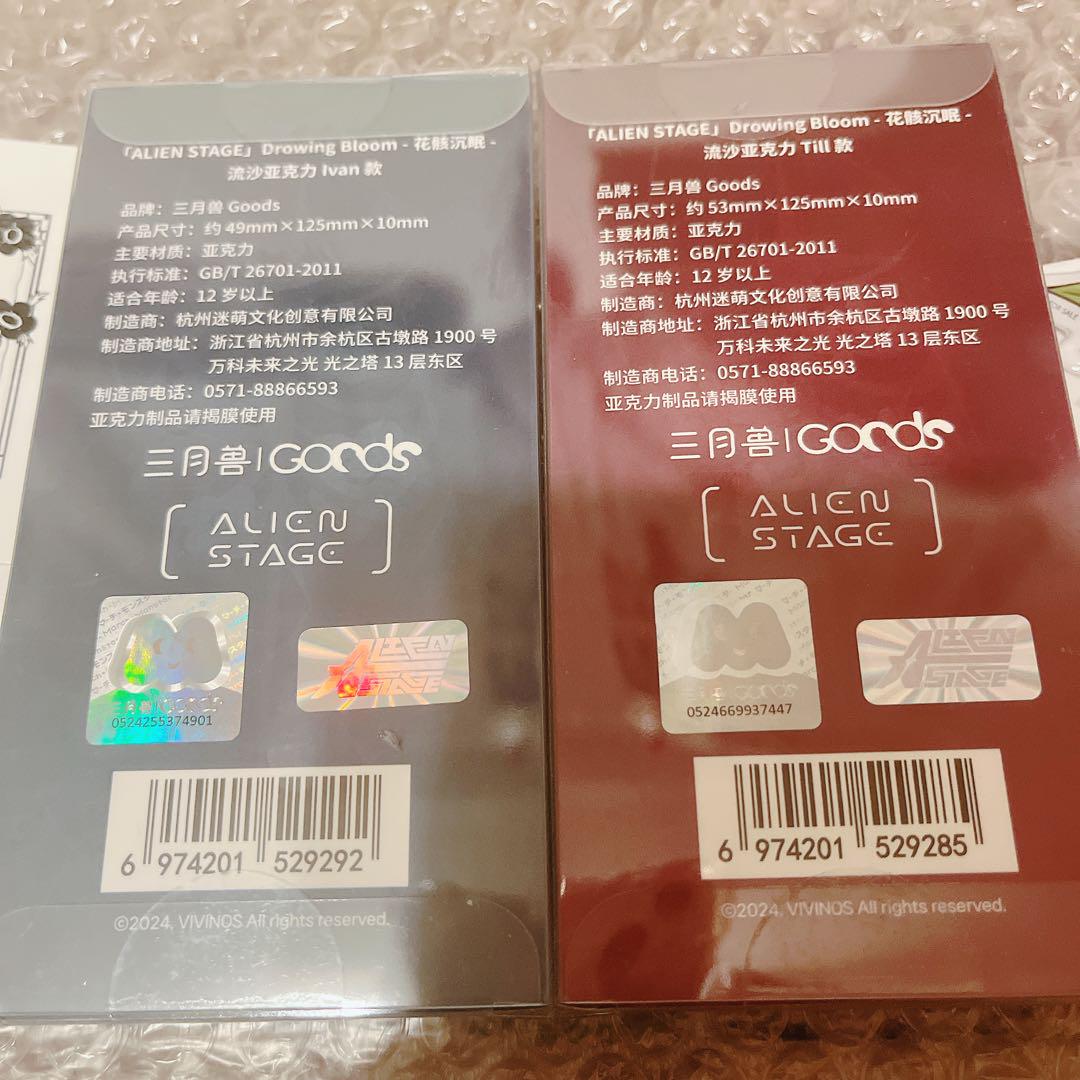 「ALIEN STAGE」Drowing Bloom - 花骸沉眠 -
流沙亚克力 Ivan 款
品牌：三月兽 Goods
产品尺寸：约 49mm×125mm×10mm
主要材质：亚克力
执行标准：GB/T 26701-2011
适合年龄：12 岁以上
制造商：杭州迷萌文化创意有限公司
制造商地址：浙江省杭州市余杭区古墩路 1900 号
万科未来之光 光之塔 13 层东区
制造商电话：0571-88866593
亚克力制品请揭膜使用
三月兽|Goods
ALIEN
STAGE
三月兽|Goods
0524255374901
ALIEN
STAGE
6 974201 529292
©2024, VIVINOS All rights reserved.
「ALIEN STAGE」Drowing Bloom - 花骸沉眠 -
流沙亚克力 Till 款
品牌：三月兽 Goods
产品尺寸：约 53mm×125mm×10mm
主要材质：亚克力
执行标准：GB/T 26701-2011
适合年龄：12 岁以上
制造商：杭州迷萌文化创意有限公司
制造商地址：浙江省杭州市余杭区古墩路 1900 号
万科未来之光 光之塔 13 层东区
制造商电话：0571-88866593
亚克力制品请揭膜使用
三月兽|Goods
ALIEN
STAGE
三月兽|Goods
0524669937447
ALIEN
STAGE
6 974201 529285
©2024, VIVINOS All rights reserved.